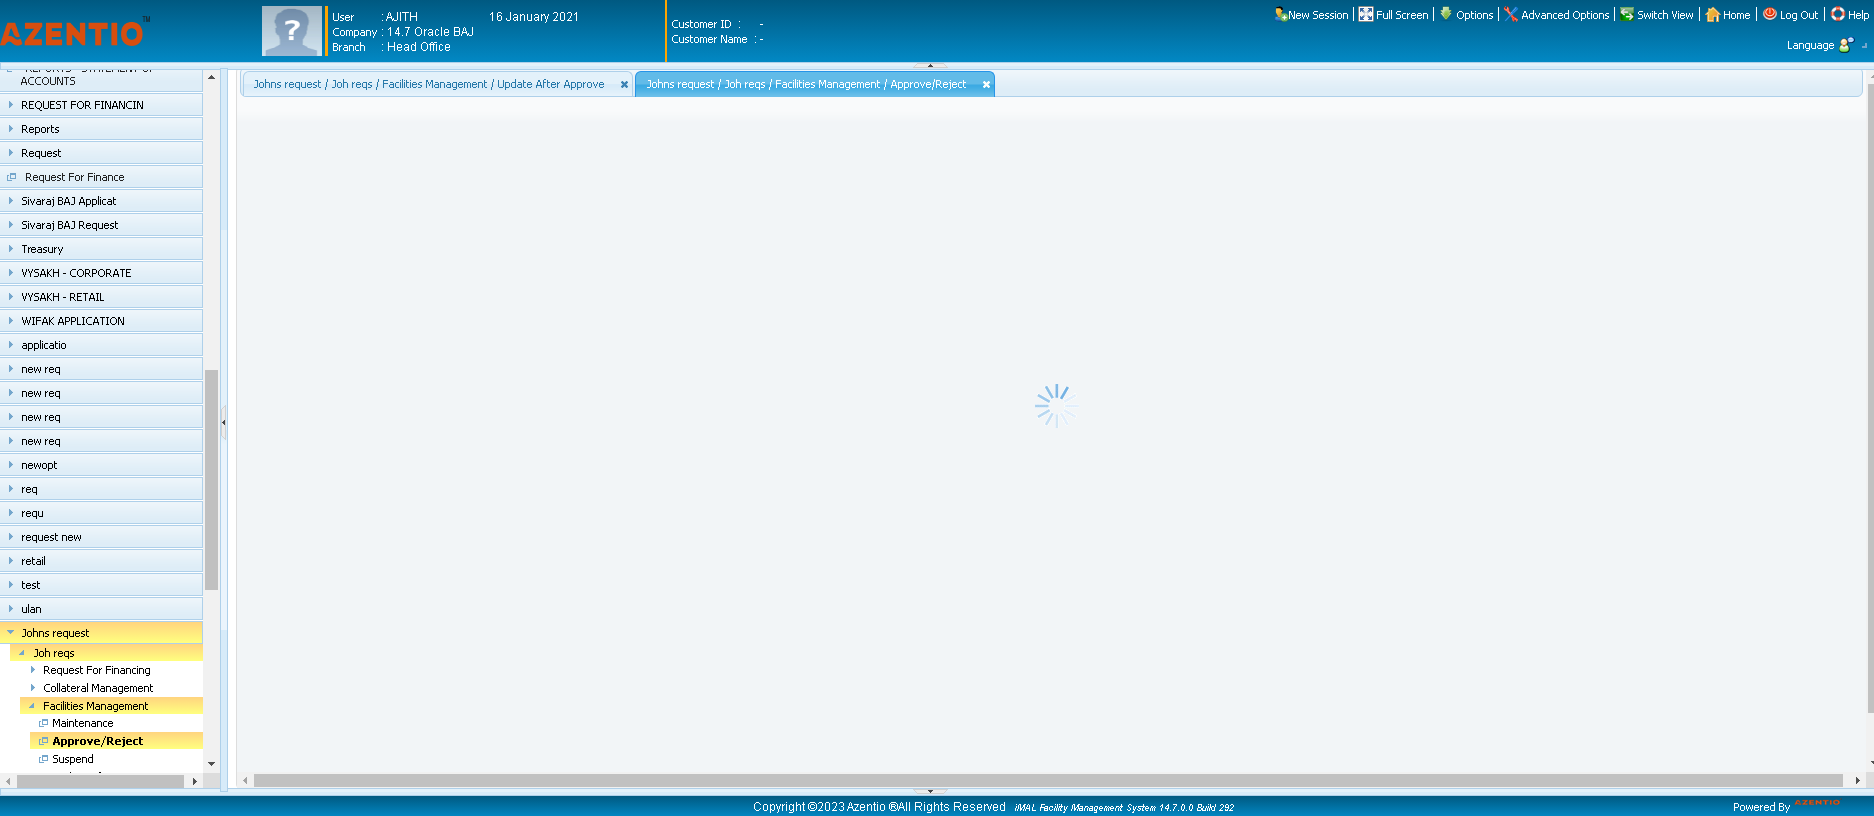 AZENTIO™
User : AJITH 16 January 2021
Company : 14.7 Oracle BAJ
Branch : Head Office
Customer ID : -
Customer Name : -
New Session
Full Screen
Options
Advanced Options
Switch View
Home
Log Out
Help
Language
REPORTS - STATEMENT OF
ACCOUNTS
REQUEST FOR FINANCIN
Reports
Request
Request For Finance
Sivaraj BAJ Applicat
Sivaraj BAJ Request
Treasury
VYSAKH - CORPORATE
VYSAKH - RETAIL
WIFAK APPLICATION
applicatio
new req
new req
new req
new req
newopt
req
requ
request new
retail
test
ulan
Johns request
Joh reqs
Request For Financing
Collateral Management
Facilities Management
Maintenance
Approve/Reject
Suspend
Johns request / Joh reqs / Facilities Management / Update After Approve
Johns request / Joh reqs / Facilities Management / Approve/Reject
Copyright ©2023 Azentio ®All Rights Reserved iMAL Facility Management System 14.7.0.0 Build 292
Powered By AZENTIO